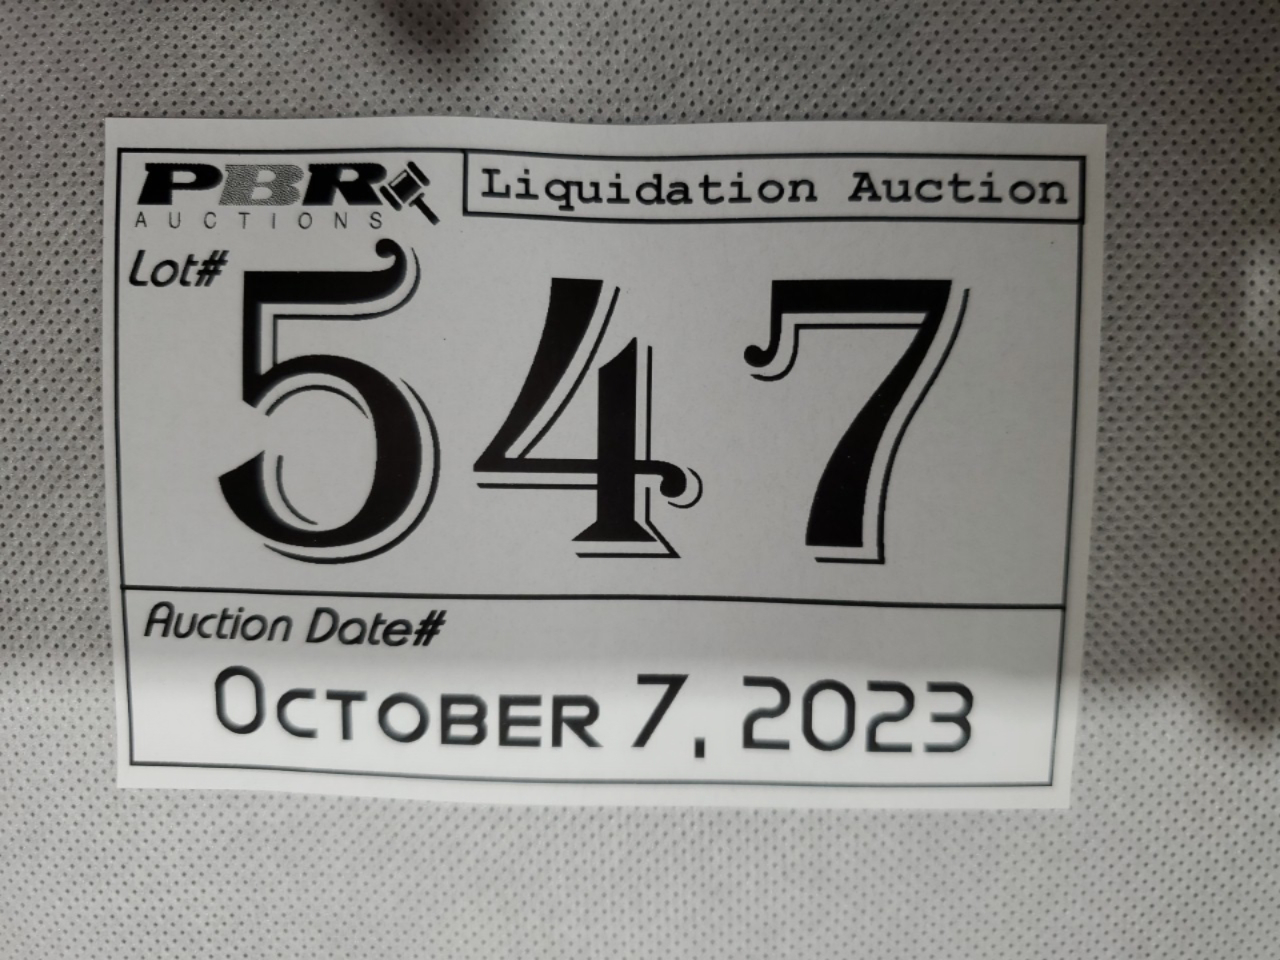 PBR
AUCTIONS
Liquidation Auction
Lot#
547
Auction Date#
OCTOBER 7, 2023